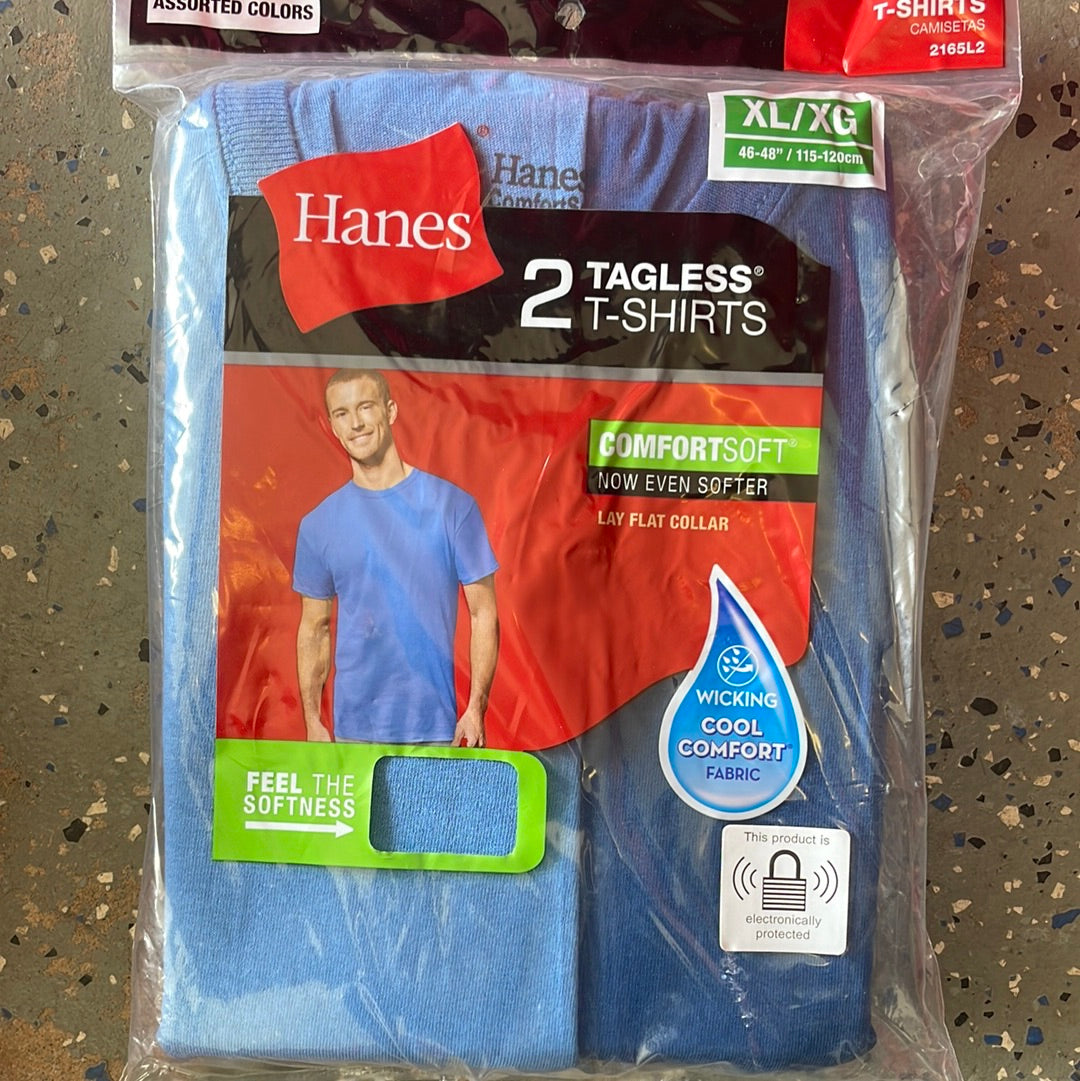 ASSORTED COLORS
T-SHIRTS
CAMISETAS
2165L2
XL/XG
46-48" / 115-120cm
Hanes
Hanes
®
2 TAGLESS®
T-SHIRTS
COMFORTSOFT®
NOW EVEN SOFTER
LAY FLAT COLLAR
WICKING
COOL
COMFORT®
FABRIC
FEEL THE
SOFTNESS
This product is
electronically
protected